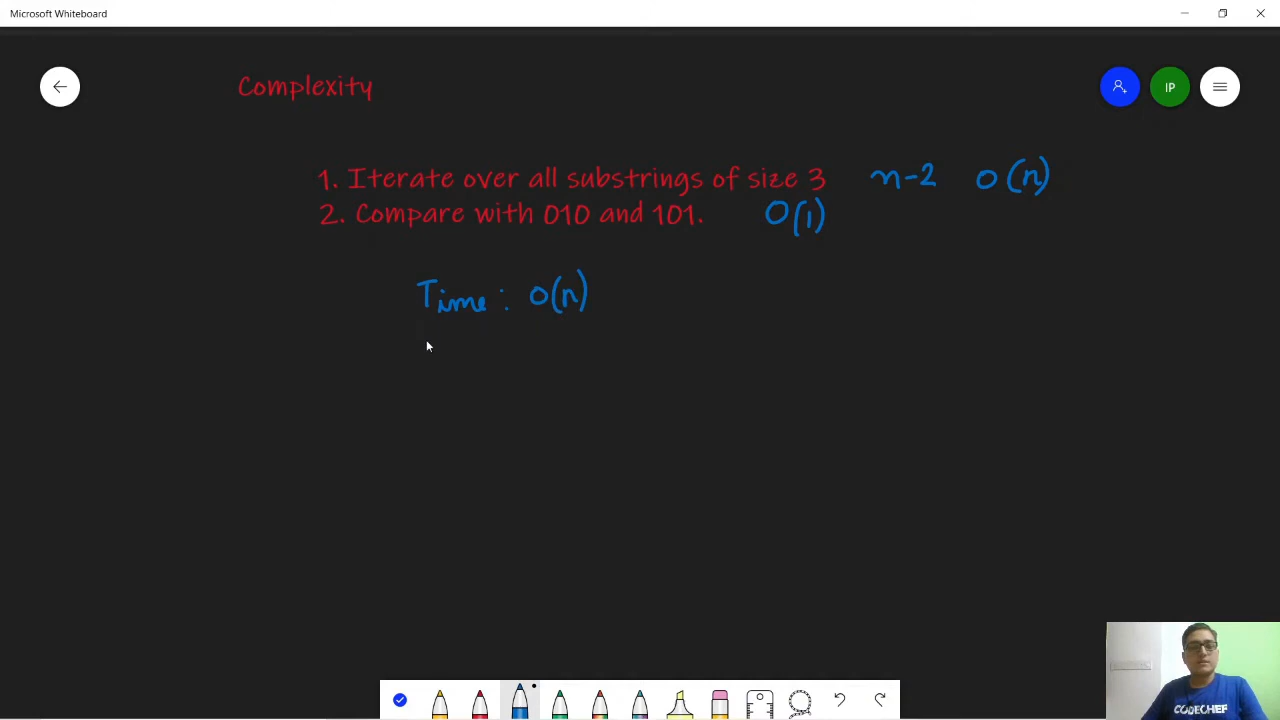 Microsoft Whiteboard
Complexity
IP
1. Iterate over all substrings of size 3 n-2 O(n)
2. Compare with 010 and 101. O(1)
Time: O(n)
CODECHEF